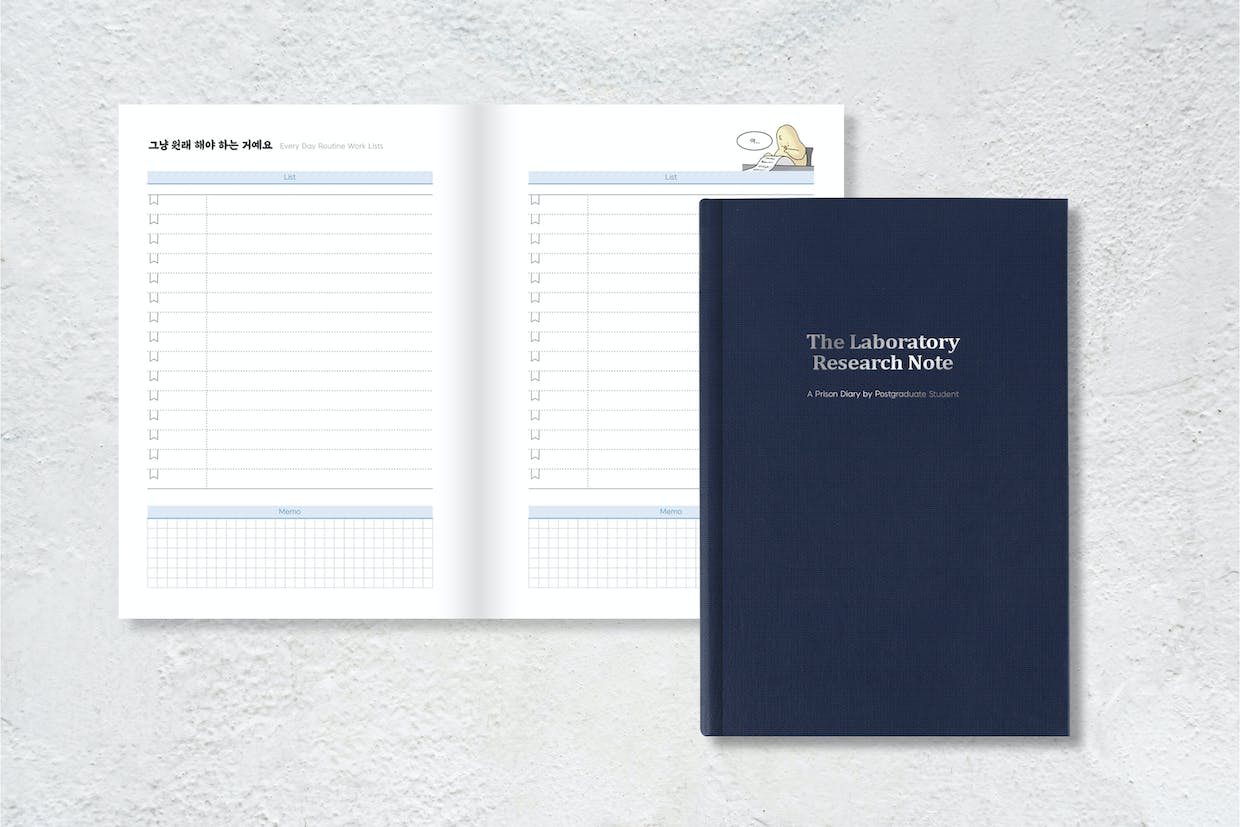 그냥 원래 해야 하는 거예요 Every Day Routine Work Lists
List
Memo
List
Memo
The Laboratory
Research Note
A Prison Diary by Postgraduate Student